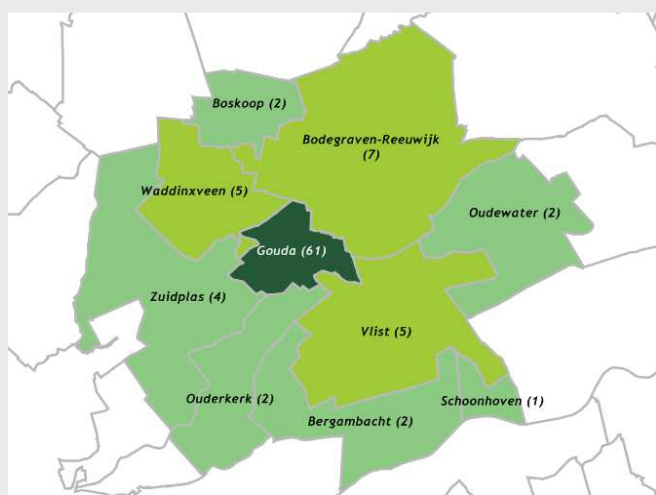 Boskoop (2)
Bodegraven-Reeuwijk
(7)
Waddinxveen (5)
Oudewater (2)
Gouda (61)
Zuidplas (4)
Vlist (5)
Ouderkerk (2)
Schoonhoven (1)
Bergambacht (2)